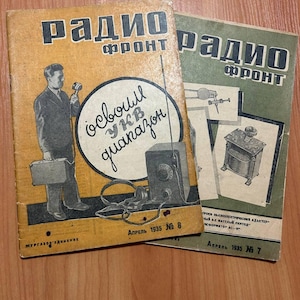 РАДИО
ФРОНТ
освоим
УКВ
диапазон
Апрель 1935 № 8
РАДИО
ФРОНТ
Апрель 1935 № 7